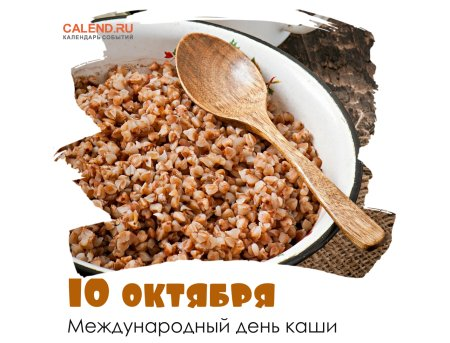 CALEND.RU
КАЛЕНДАРЬ СОБЫТИЙ
10 ОКТЯБРЯ
Международный день каши